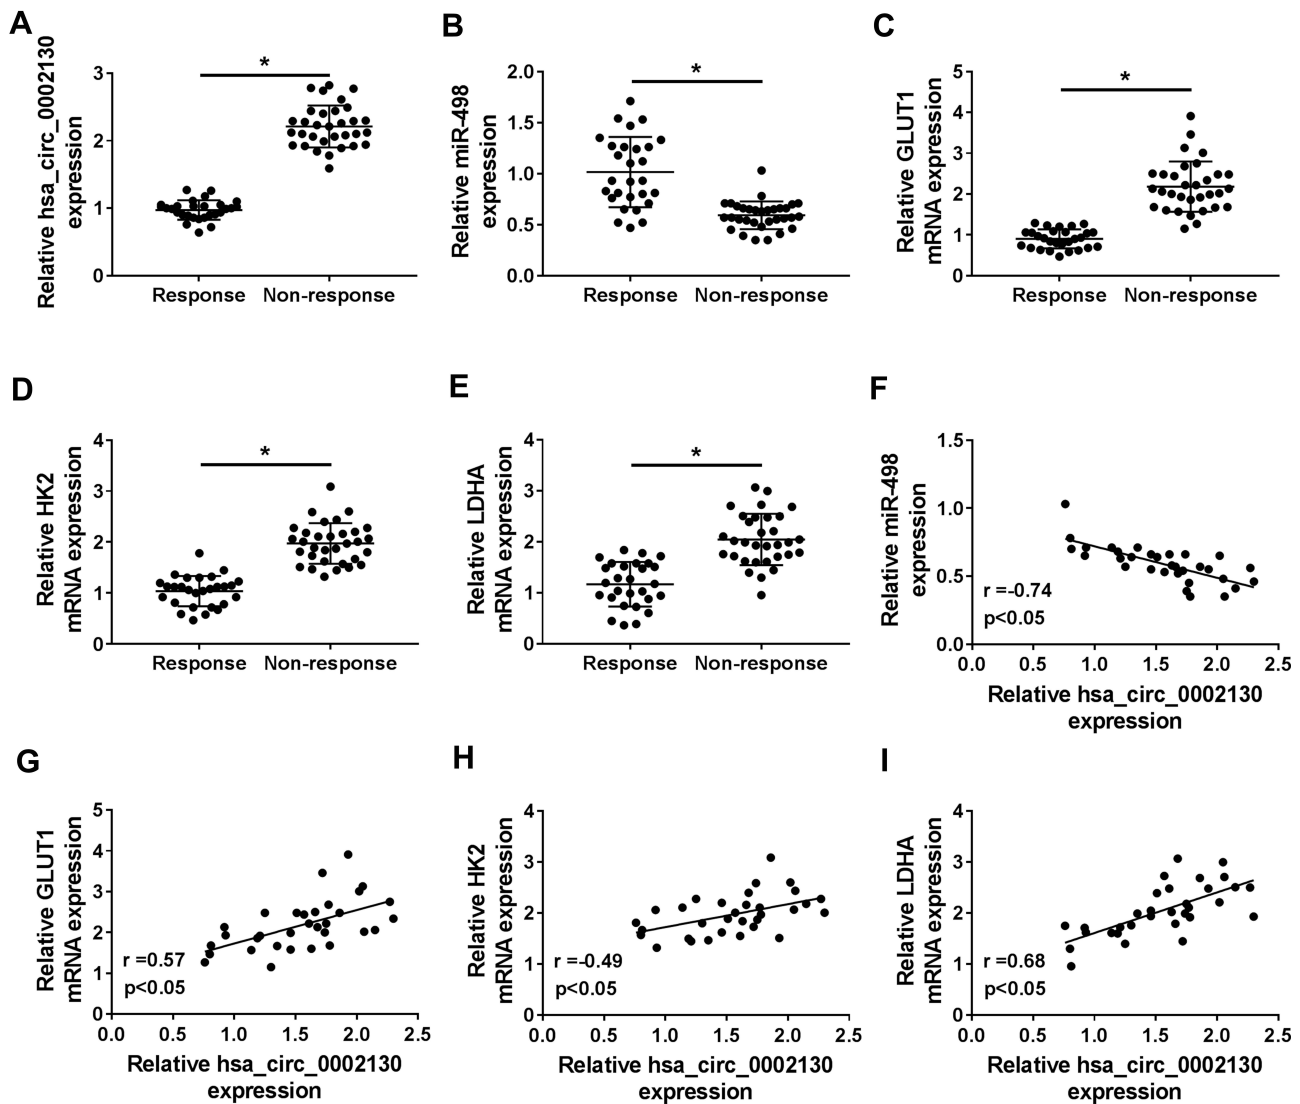 A
Relative hsa_circ_0002130
expression
3
2
1
0
*
Response
Non-response
B
Relative miR-498
expression
2.0
1.5
1.0
0.5
0.0
*
Response
Non-response
C
Relative GLUT1
mRNA expression
5
4
3
2
1
0
*
Response
Non-response
D
Relative HK2
mRNA expression
4
3
2
1
0
*
Response
Non-response
E
Relative LDHA
mRNA expression
4
3
2
1
0
*
Response
Non-response
F
Relative miR-498
expression
1.5
1.0
0.5
0.0
r =-0.74
p<0.05
0.0 0.5 1.0 1.5 2.0 2.5
Relative hsa_circ_0002130
expression
G
Relative GLUT1
mRNA expression
5
4
3
2
1
0
r =0.57
p<0.05
0.0 0.5 1.0 1.5 2.0 2.5
Relative hsa_circ_0002130
expression
H
Relative HK2
mRNA expression
4
3
2
1
0
r =-0.49
p<0.05
0.0 0.5 1.0 1.5 2.0 2.5
Relative hsa_circ_0002130
expression
I
Relative LDHA
mRNA expression
4
3
2
1
0
r =0.68
p<0.05
0.0 0.5 1.0 1.5 2.0 2.5
Relative hsa_circ_0002130
expression